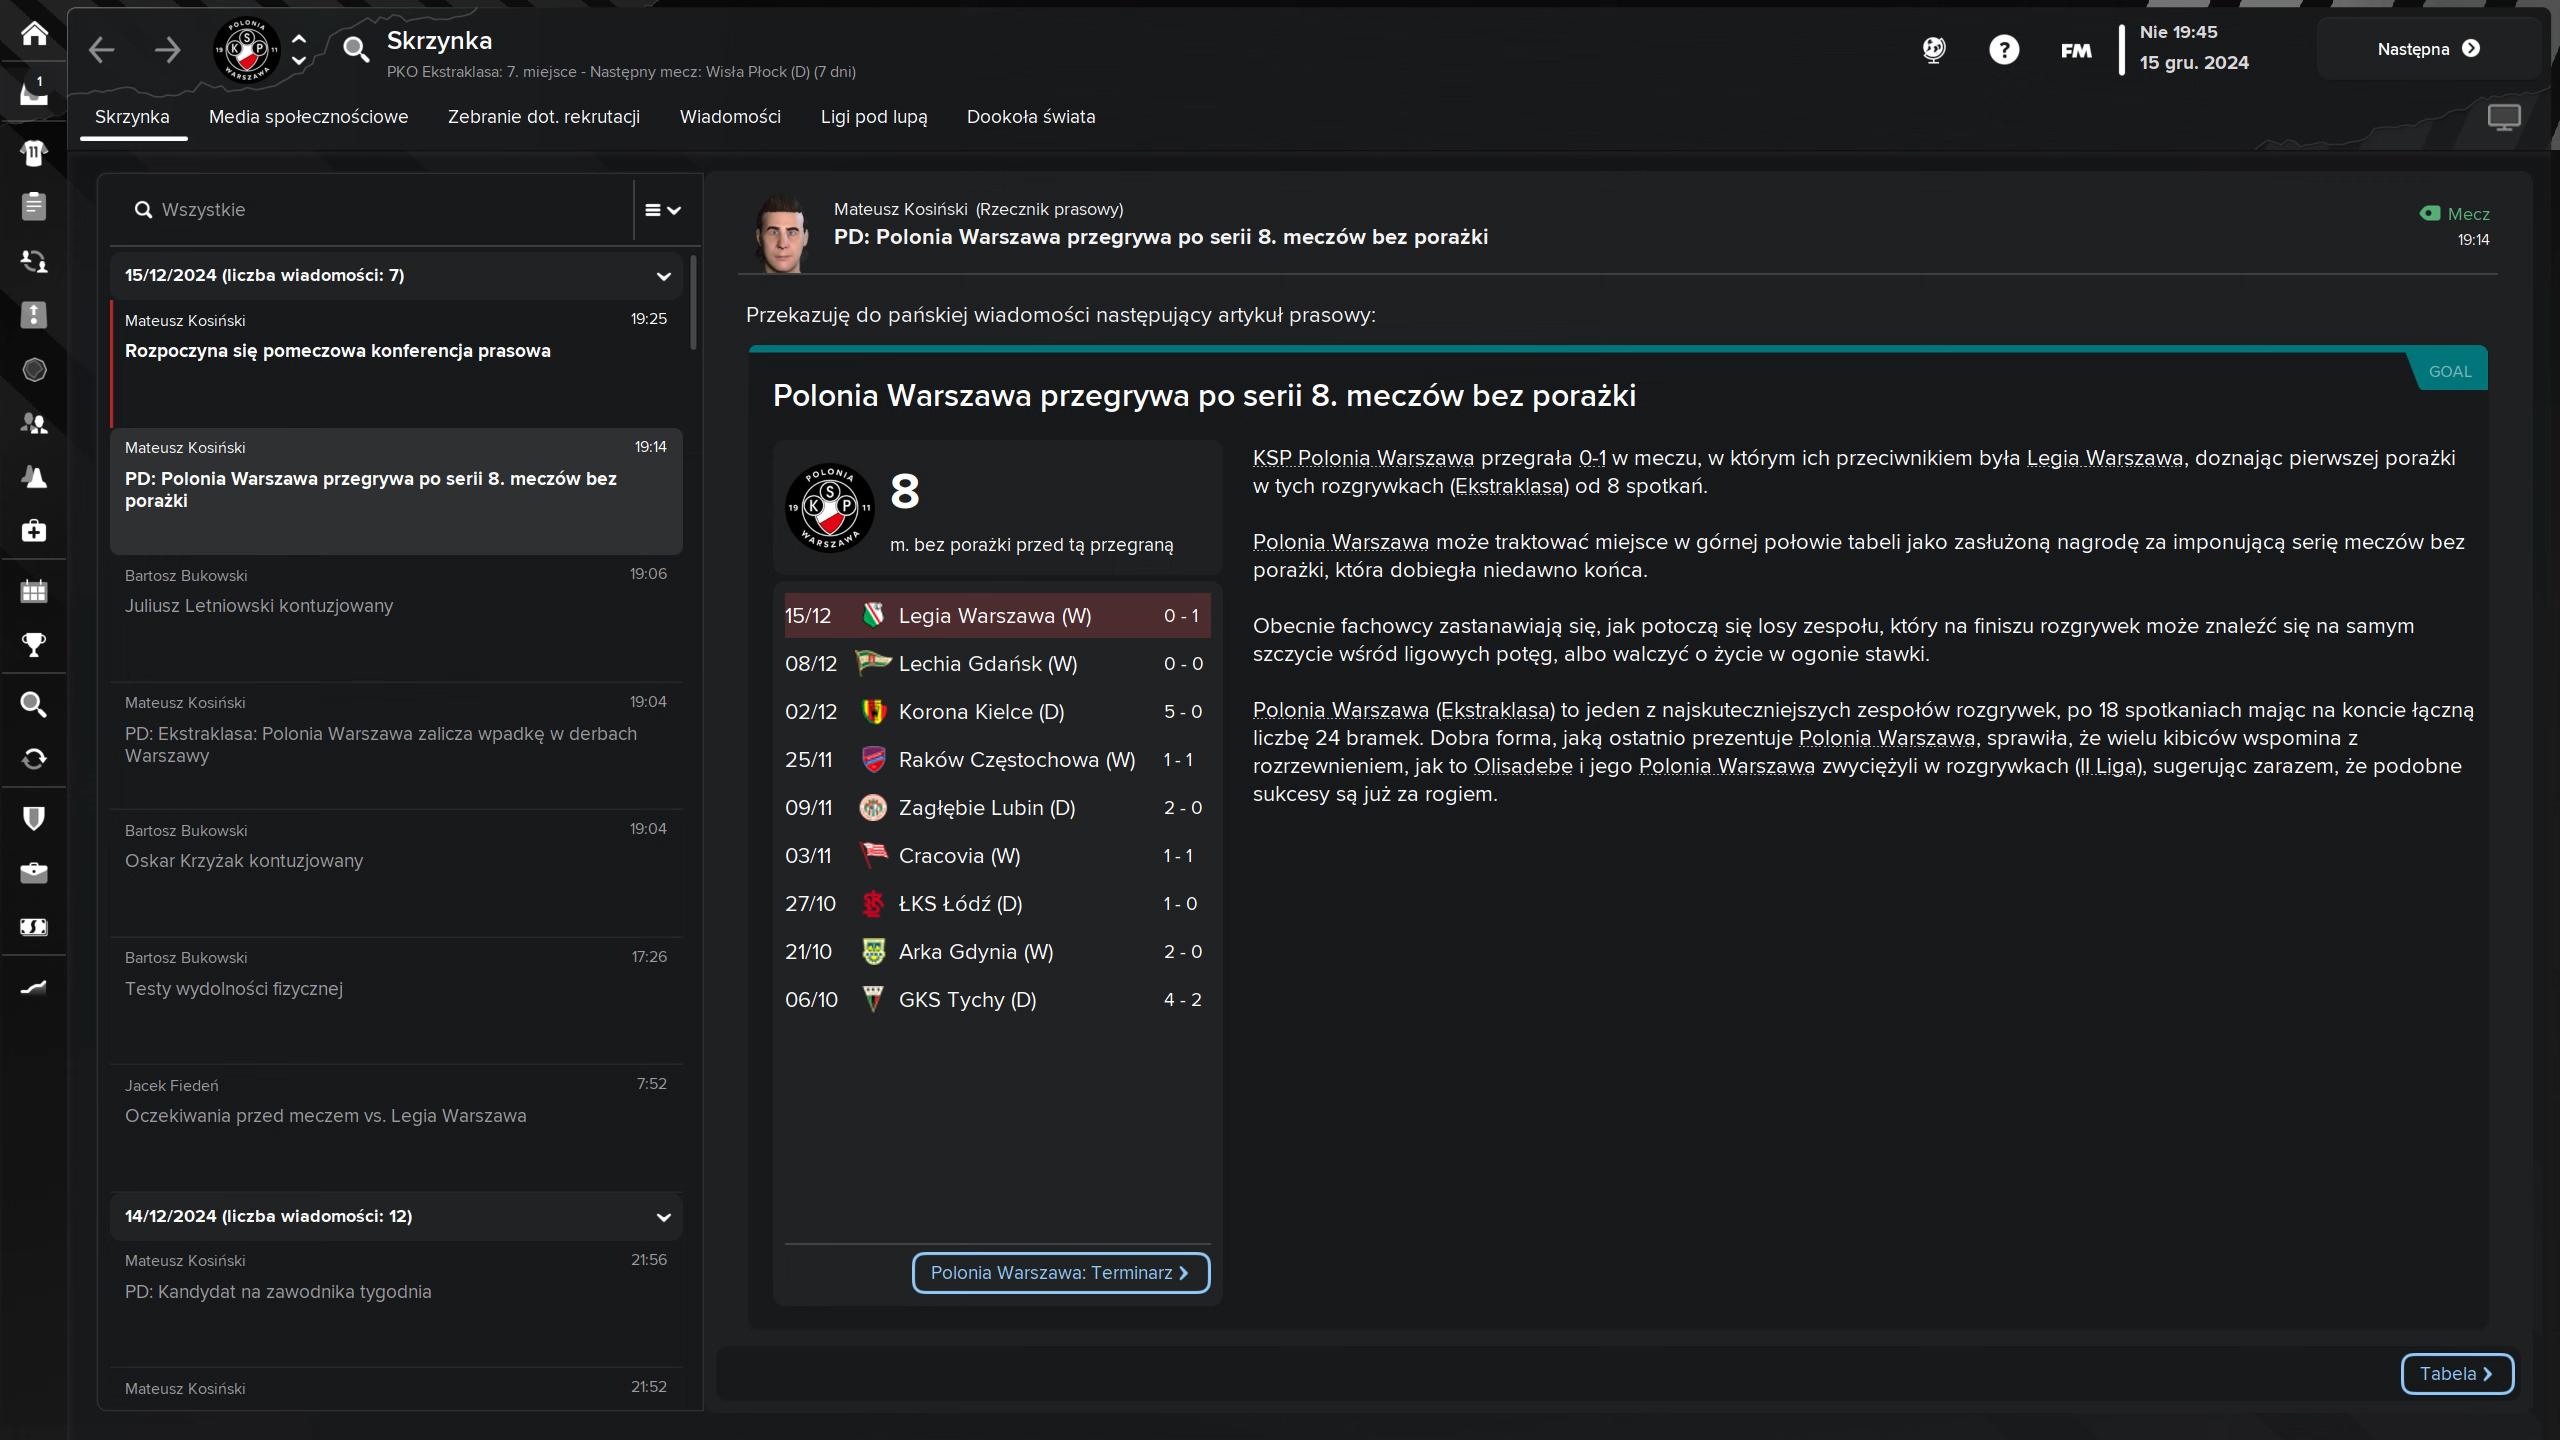 Skrzynka
PKO Ekstraklasa: 7. miejsce - Następny mecz: Wisła Płock (D) (7 dni)
FM
Nie 19:45
15 gru. 2024
Następna
1
Skrzynka
Media społecznościowe
Zebranie dot. rekrutacji
Wiadomości
Ligi pod lupą
Dookoła świata
Wszystkie
15/12/2024 (liczba wiadomości: 7)
Mateusz Kosiński
19:25
Rozpoczyna się pomeczowa konferencja prasowa
Mateusz Kosiński
19:14
PD: Polonia Warszawa przegrywa po serii 8. meczów bez
porażki
Bartosz Bukowski
19:06
Juliusz Letniowski kontuzjowany
Mateusz Kosiński
19:04
PD: Ekstraklasa: Polonia Warszawa zalicza wpadkę w derbach
Warszawy
Bartosz Bukowski
19:04
Oskar Krzyżak kontuzjowany
Bartosz Bukowski
17:26
Testy wydolności fizycznej
Jacek Fiedeń
7:52
Oczekiwania przed meczem vs. Legia Warszawa
14/12/2024 (liczba wiadomości: 12)
Mateusz Kosiński
21:56
PD: Kandydat na zawodnika tygodnia
Mateusz Kosiński
21:52
Mateusz Kosiński (Rzecznik prasowy)
PD: Polonia Warszawa przegrywa po serii 8. meczów bez porażki
Mecz
19:14
Przekazuję do pańskiej wiadomości następujący artykuł prasowy:
GOAL
Polonia Warszawa przegrywa po serii 8. meczów bez porażki
POLONIA
19 KSP 11
WARSZAWA
8
m. bez porażki przed tą przegraną
15/12 Legia Warszawa (W) 0 - 1
08/12 Lechia Gdańsk (W) 0 - 0
02/12 Korona Kielce (D) 5 - 0
25/11 Raków Częstochowa (W) 1 - 1
09/11 Zagłębie Lubin (D) 2 - 0
03/11 Cracovia (W) 1 - 1
27/10 ŁKS Łódź (D) 1 - 0
21/10 Arka Gdynia (W) 2 - 0
06/10 GKS Tychy (D) 4 - 2
Polonia Warszawa: Terminarz
KSP Polonia Warszawa przegrała 0-1 w meczu, w którym ich przeciwnikiem była Legia Warszawa, doznając pierwszej porażki
w tych rozgrywkach (Ekstraklasa) od 8 spotkań.
Polonia Warszawa może traktować miejsce w górnej połowie tabeli jako zasłużoną nagrodę za imponującą serię meczów bez
porażki, która dobiegła niedawno końca.
Obecnie fachowcy zastanawiają się, jak potoczą się losy zespołu, który na finiszu rozgrywek może znaleźć się na samym
szczycie wśród ligowych potęg, albo walczyć o życie w ogonie stawki.
Polonia Warszawa (Ekstraklasa) to jeden z najskuteczniejszych zespołów rozgrywek, po 18 spotkaniach mając na koncie łączną
liczbę 24 bramek. Dobra forma, jaką ostatnio prezentuje Polonia Warszawa, sprawiła, że wielu kibiców wspomina z
rozrzewnieniem, jak to Olisadebe i jego Polonia Warszawa zwyciężyli w rozgrywkach (II Liga), sugerując zarazem, że podobne
sukcesy są już za rogiem.
Tabela